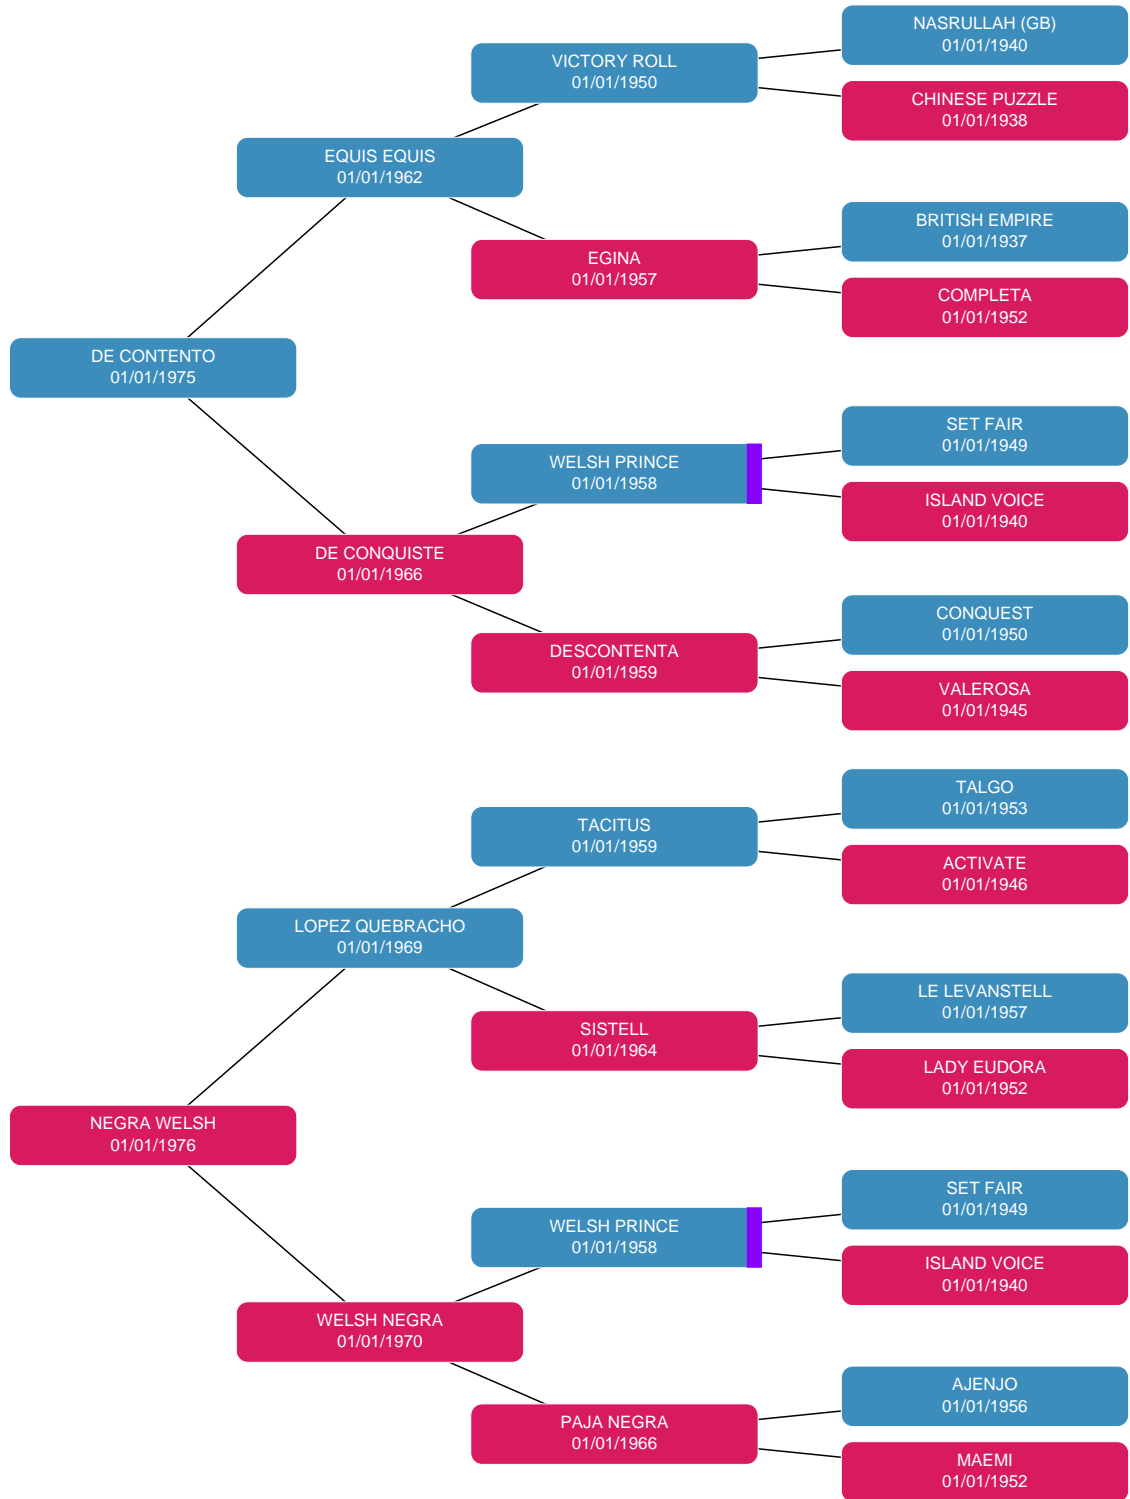 NASRULLAH (GB)
01/01/1940
VICTORY ROLL
01/01/1950
CHINESE PUZZLE
01/01/1938
EQUIS EQUIS
01/01/1962
BRITISH EMPIRE
01/01/1937
EGINA
01/01/1957
COMPLETA
01/01/1952
DE CONTENTO
01/01/1975
SET FAIR
01/01/1949
WELSH PRINCE
01/01/1958
ISLAND VOICE
01/01/1940
DE CONQUISTE
01/01/1966
CONQUEST
01/01/1950
DESCONTENTA
01/01/1959
VALEROSA
01/01/1945
TALGO
01/01/1953
TACITUS
01/01/1959
ACTIVATE
01/01/1946
LOPEZ QUEBRACHO
01/01/1969
LE LEVANSTELL
01/01/1957
SISTELL
01/01/1964
LADY EUDORA
01/01/1952
NEGRA WELSH
01/01/1976
SET FAIR
01/01/1949
WELSH PRINCE
01/01/1958
ISLAND VOICE
01/01/1940
WELSH NEGRA
01/01/1970
AJENJO
01/01/1956
PAJA NEGRA
01/01/1966
MAEMI
01/01/1952